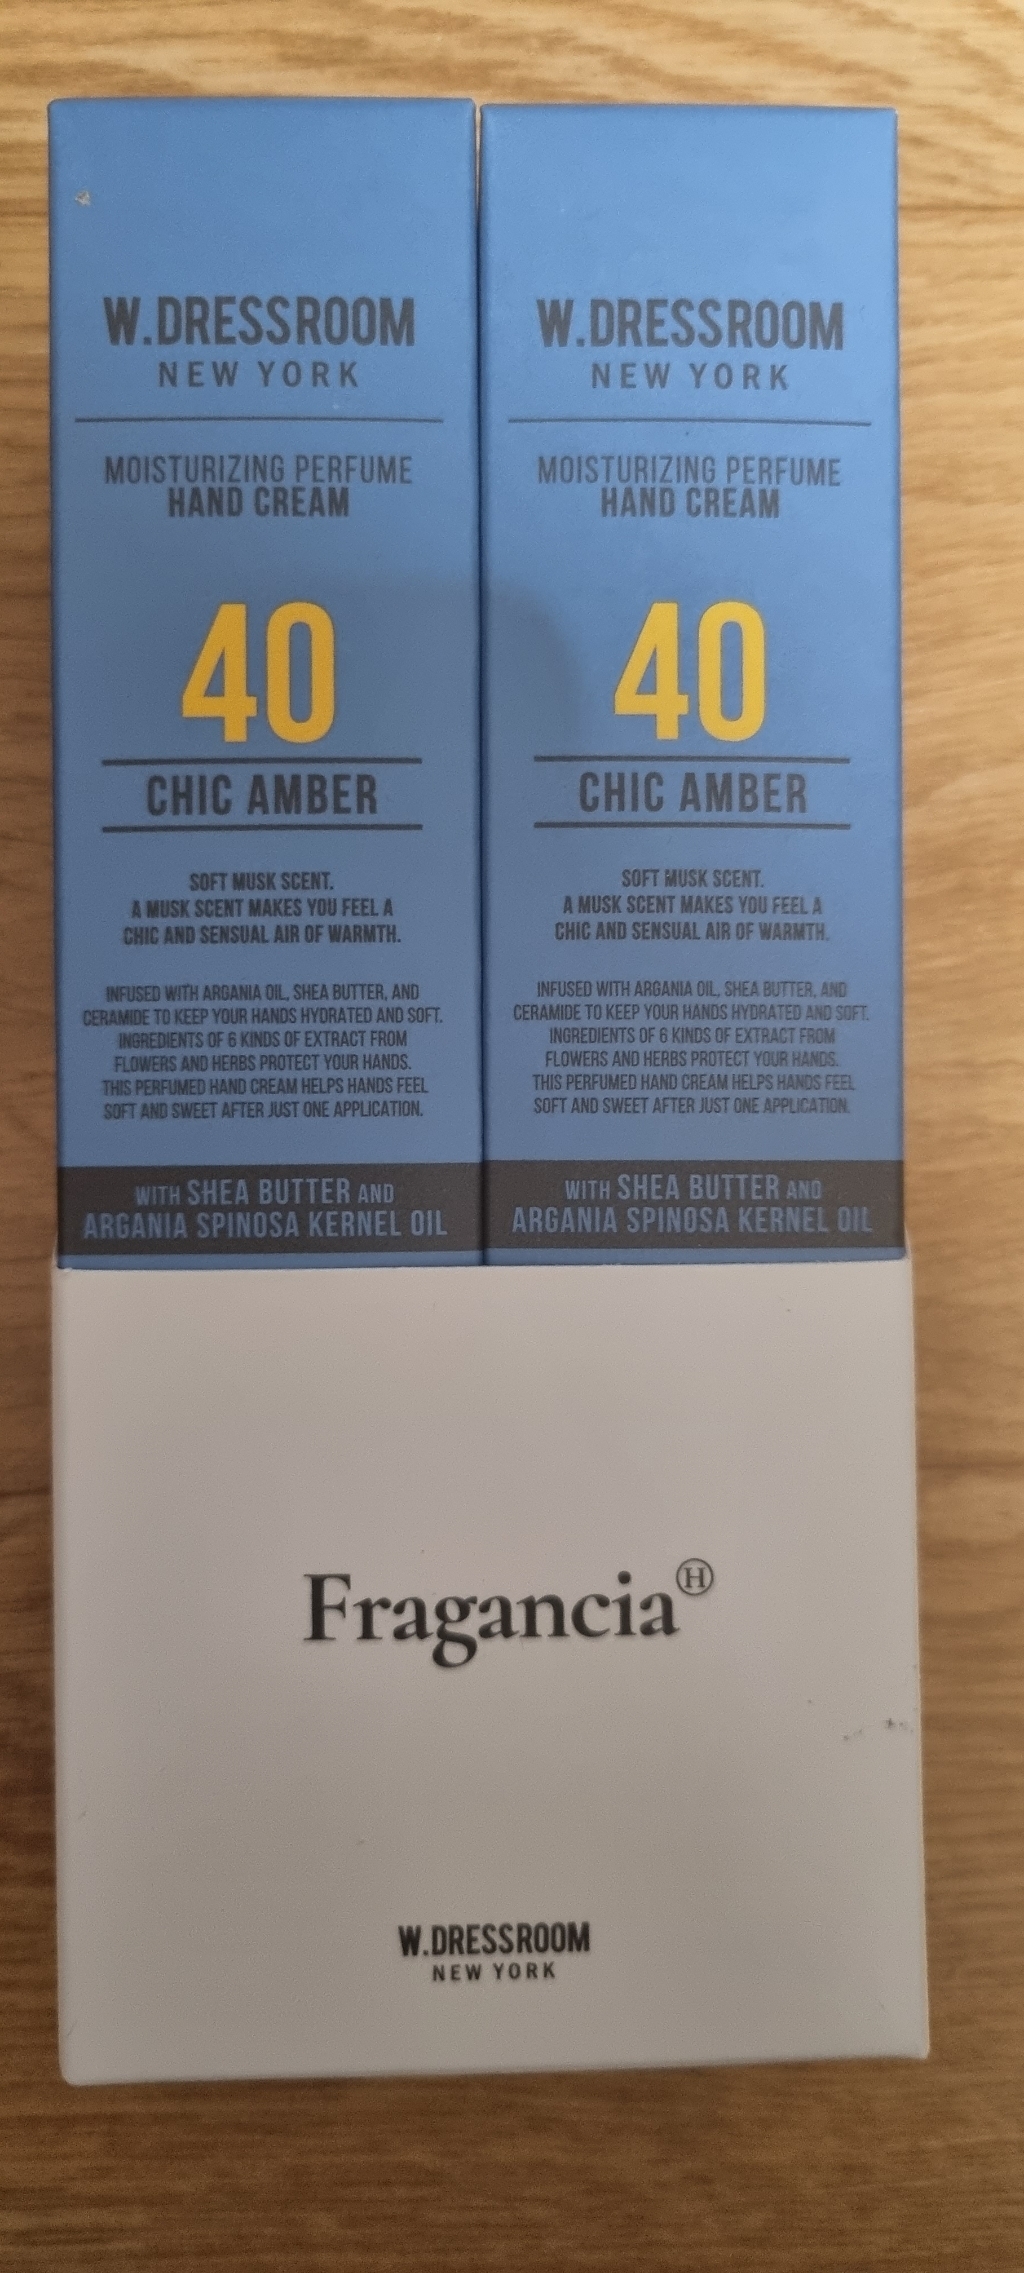 W.DRESSROOM
NEW YORK
MOISTURIZING PERFUME
HAND CREAM
40
CHIC AMBER
SOFT MUSK SCENT.
A MUSK SCENT MAKES YOU FEEL A
CHIC AND SENSUAL AIR OF WARMTH.
INFUSED WITH ARGANIA OIL, SHEA BUTTER, AND
CERAMIDE TO KEEP YOUR HANDS HYDRATED AND SOFT.
INGREDIENTS OF 6 KINDS OF EXTRACT FROM
FLOWERS AND HERBS PROTECT YOUR HANDS.
THIS PERFUMED HAND CREAM HELPS HANDS FEEL
SOFT AND SWEET AFTER JUST ONE APPLICATION.
WITH SHEA BUTTER AND
ARGANIA SPINOSA KERNEL OIL
W.DRESSROOM
NEW YORK
MOISTURIZING PERFUME
HAND CREAM
40
CHIC AMBER
SOFT MUSK SCENT.
A MUSK SCENT MAKES YOU FEEL A
CHIC AND SENSUAL AIR OF WARMTH.
INFUSED WITH ARGANIA OIL, SHEA BUTTER, AND
CERAMIDE TO KEEP YOUR HANDS HYDRATED AND SOFT.
INGREDIENTS OF 6 KINDS OF EXTRACT FROM
FLOWERS AND HERBS PROTECT YOUR HANDS.
THIS PERFUMED HAND CREAM HELPS HANDS FEEL
SOFT AND SWEET AFTER JUST ONE APPLICATION.
WITH SHEA BUTTER AND
ARGANIA SPINOSA KERNEL OIL
FraganciaⒽ
W.DRESSROOM
NEW YORK